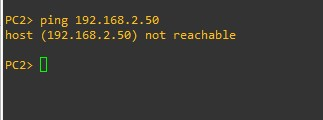 PC2> ping 192.168.2.50
host (192.168.2.50) not reachable
PC2>